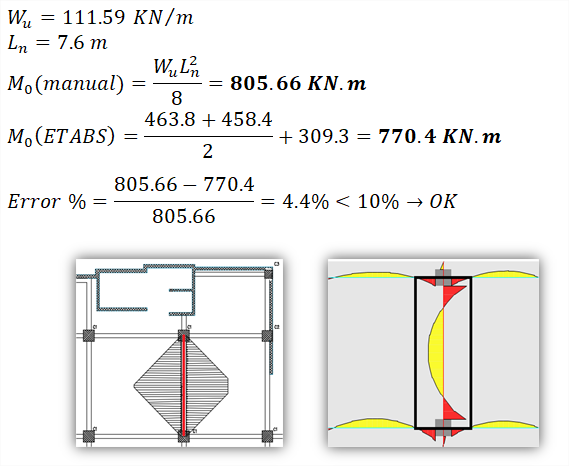 W_u = 111.59 KN/m
L_n = 7.6 m
M_0(manual) = W_u L_n^2 / 8 = 805.66 KN.m
M_0(ETABS) = (463.8 + 458.4) / 2 + 309.3 = 770.4 KN.m
Error % = (805.66 − 770.4) / 805.66 = 4.4% < 10% → OK